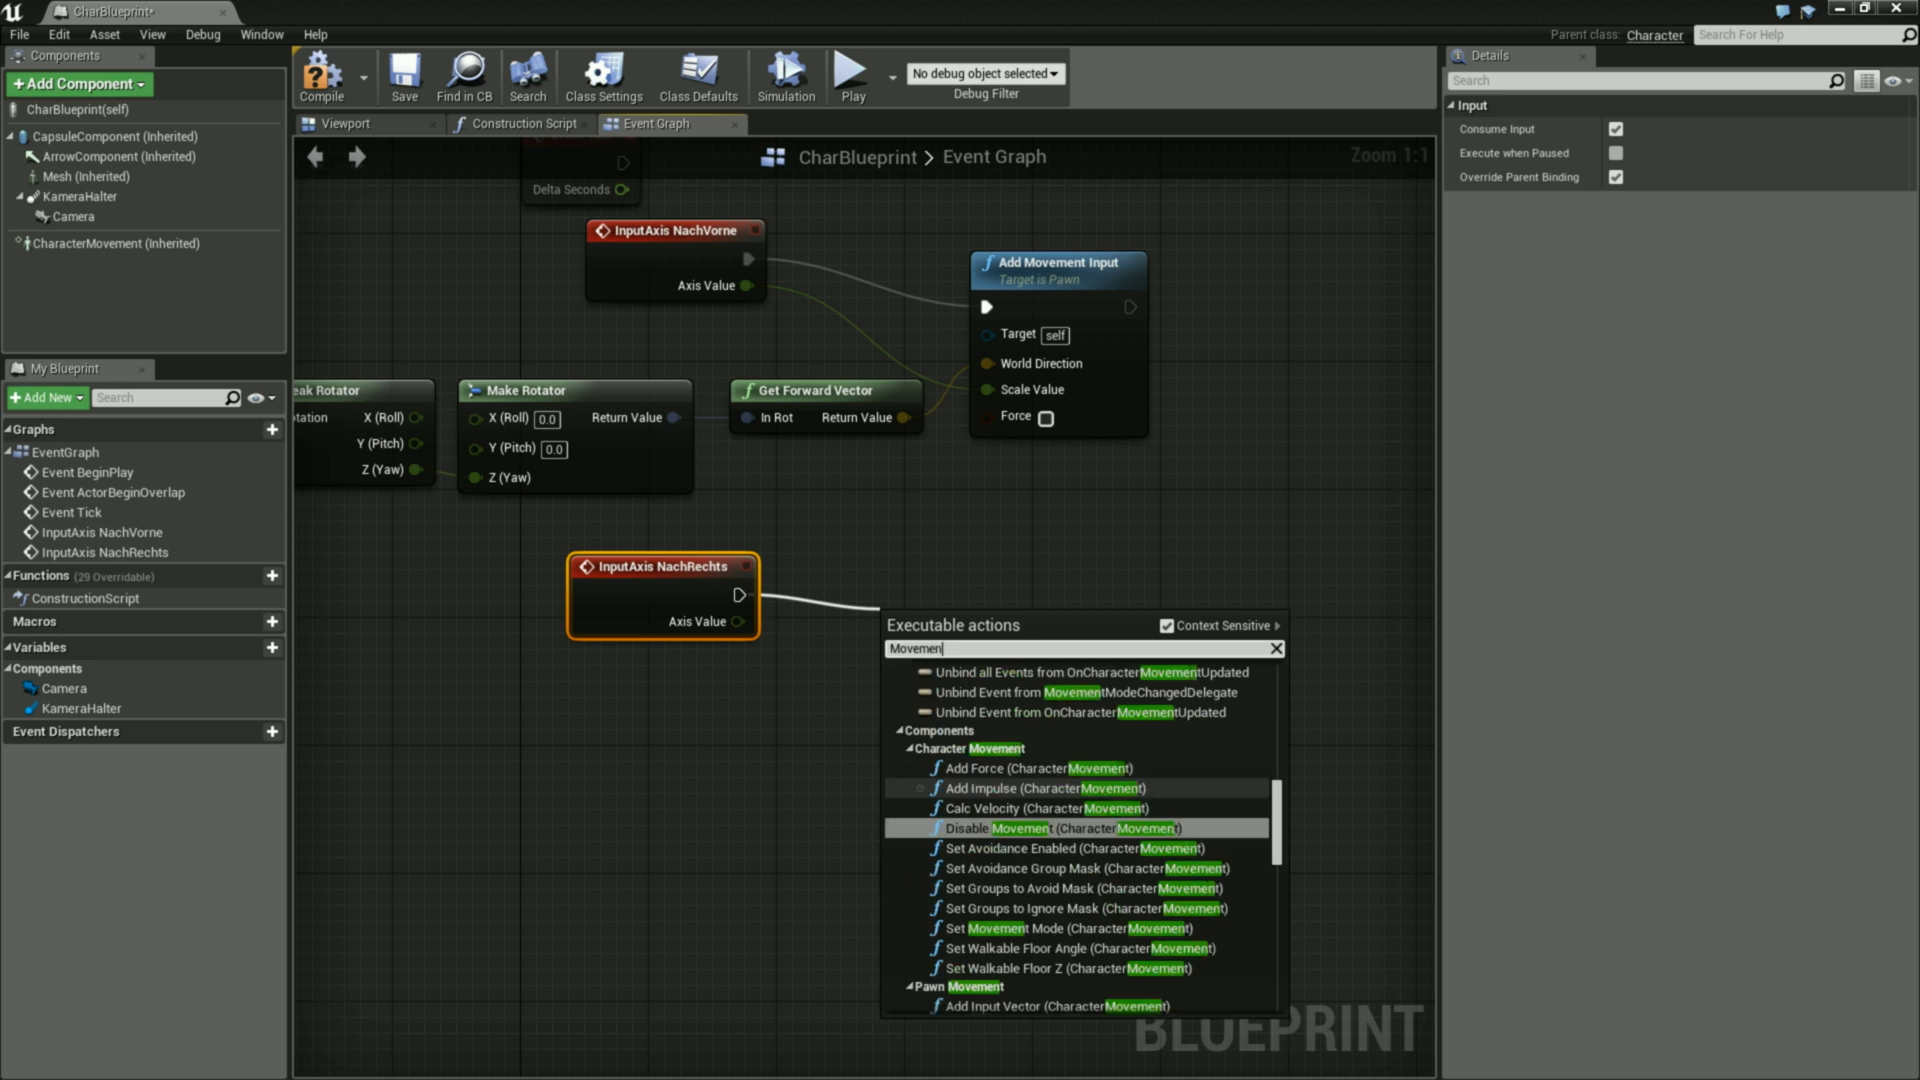 CharBlueprint*
File Edit Asset View Debug Window Help
Parent class: Character
Search For Help
Components
+Add Component
CharBlueprint(self)
CapsuleComponent (Inherited)
ArrowComponent (Inherited)
Mesh (Inherited)
KameraHalter
Camera
CharacterMovement (Inherited)
Compile
Save
Find in CB
Search
Class Settings
Class Defaults
Simulation
Play
No debug object selected
Debug Filter
Viewport
Construction Script
Event Graph
CharBlueprint > Event Graph
Zoom 1:1
Delta Seconds
InputAxis NachVorne
Axis Value
Add Movement Input
Target is Pawn
Target self
World Direction
Scale Value
Force
eak Rotator
otation X (Roll)
Y (Pitch)
Z (Yaw)
Make Rotator
X (Roll) 0.0 Return Value
Y (Pitch) 0.0
Z (Yaw)
Get Forward Vector
In Rot Return Value
InputAxis NachRechts
Axis Value
Executable actions
Context Sensitive
Movemen
Unbind all Events from OnCharacterMovementUpdated
Unbind Event from MovementModeChangedDelegate
Unbind Event from OnCharacterMovementUpdated
Components
Character Movement
Add Force (CharacterMovement)
Add Impulse (CharacterMovement)
Calc Velocity (CharacterMovement)
Disable Movement (CharacterMovement)
Set Avoidance Enabled (CharacterMovement)
Set Avoidance Group Mask (CharacterMovement)
Set Groups to Avoid Mask (CharacterMovement)
Set Groups to Ignore Mask (CharacterMovement)
Set Movement Mode (CharacterMovement)
Set Walkable Floor Angle (CharacterMovement)
Set Walkable Floor Z (CharacterMovement)
Pawn Movement
Add Input Vector (CharacterMovement)
BLUEPRINT
My Blueprint
+Add New
Search
Graphs
EventGraph
Event BeginPlay
Event ActorBeginOverlap
Event Tick
InputAxis NachVorne
InputAxis NachRechts
Functions (29 Overridable)
ConstructionScript
Macros
Variables
Components
Camera
KameraHalter
Event Dispatchers
Details
Search
Input
Consume Input
Execute when Paused
Override Parent Binding